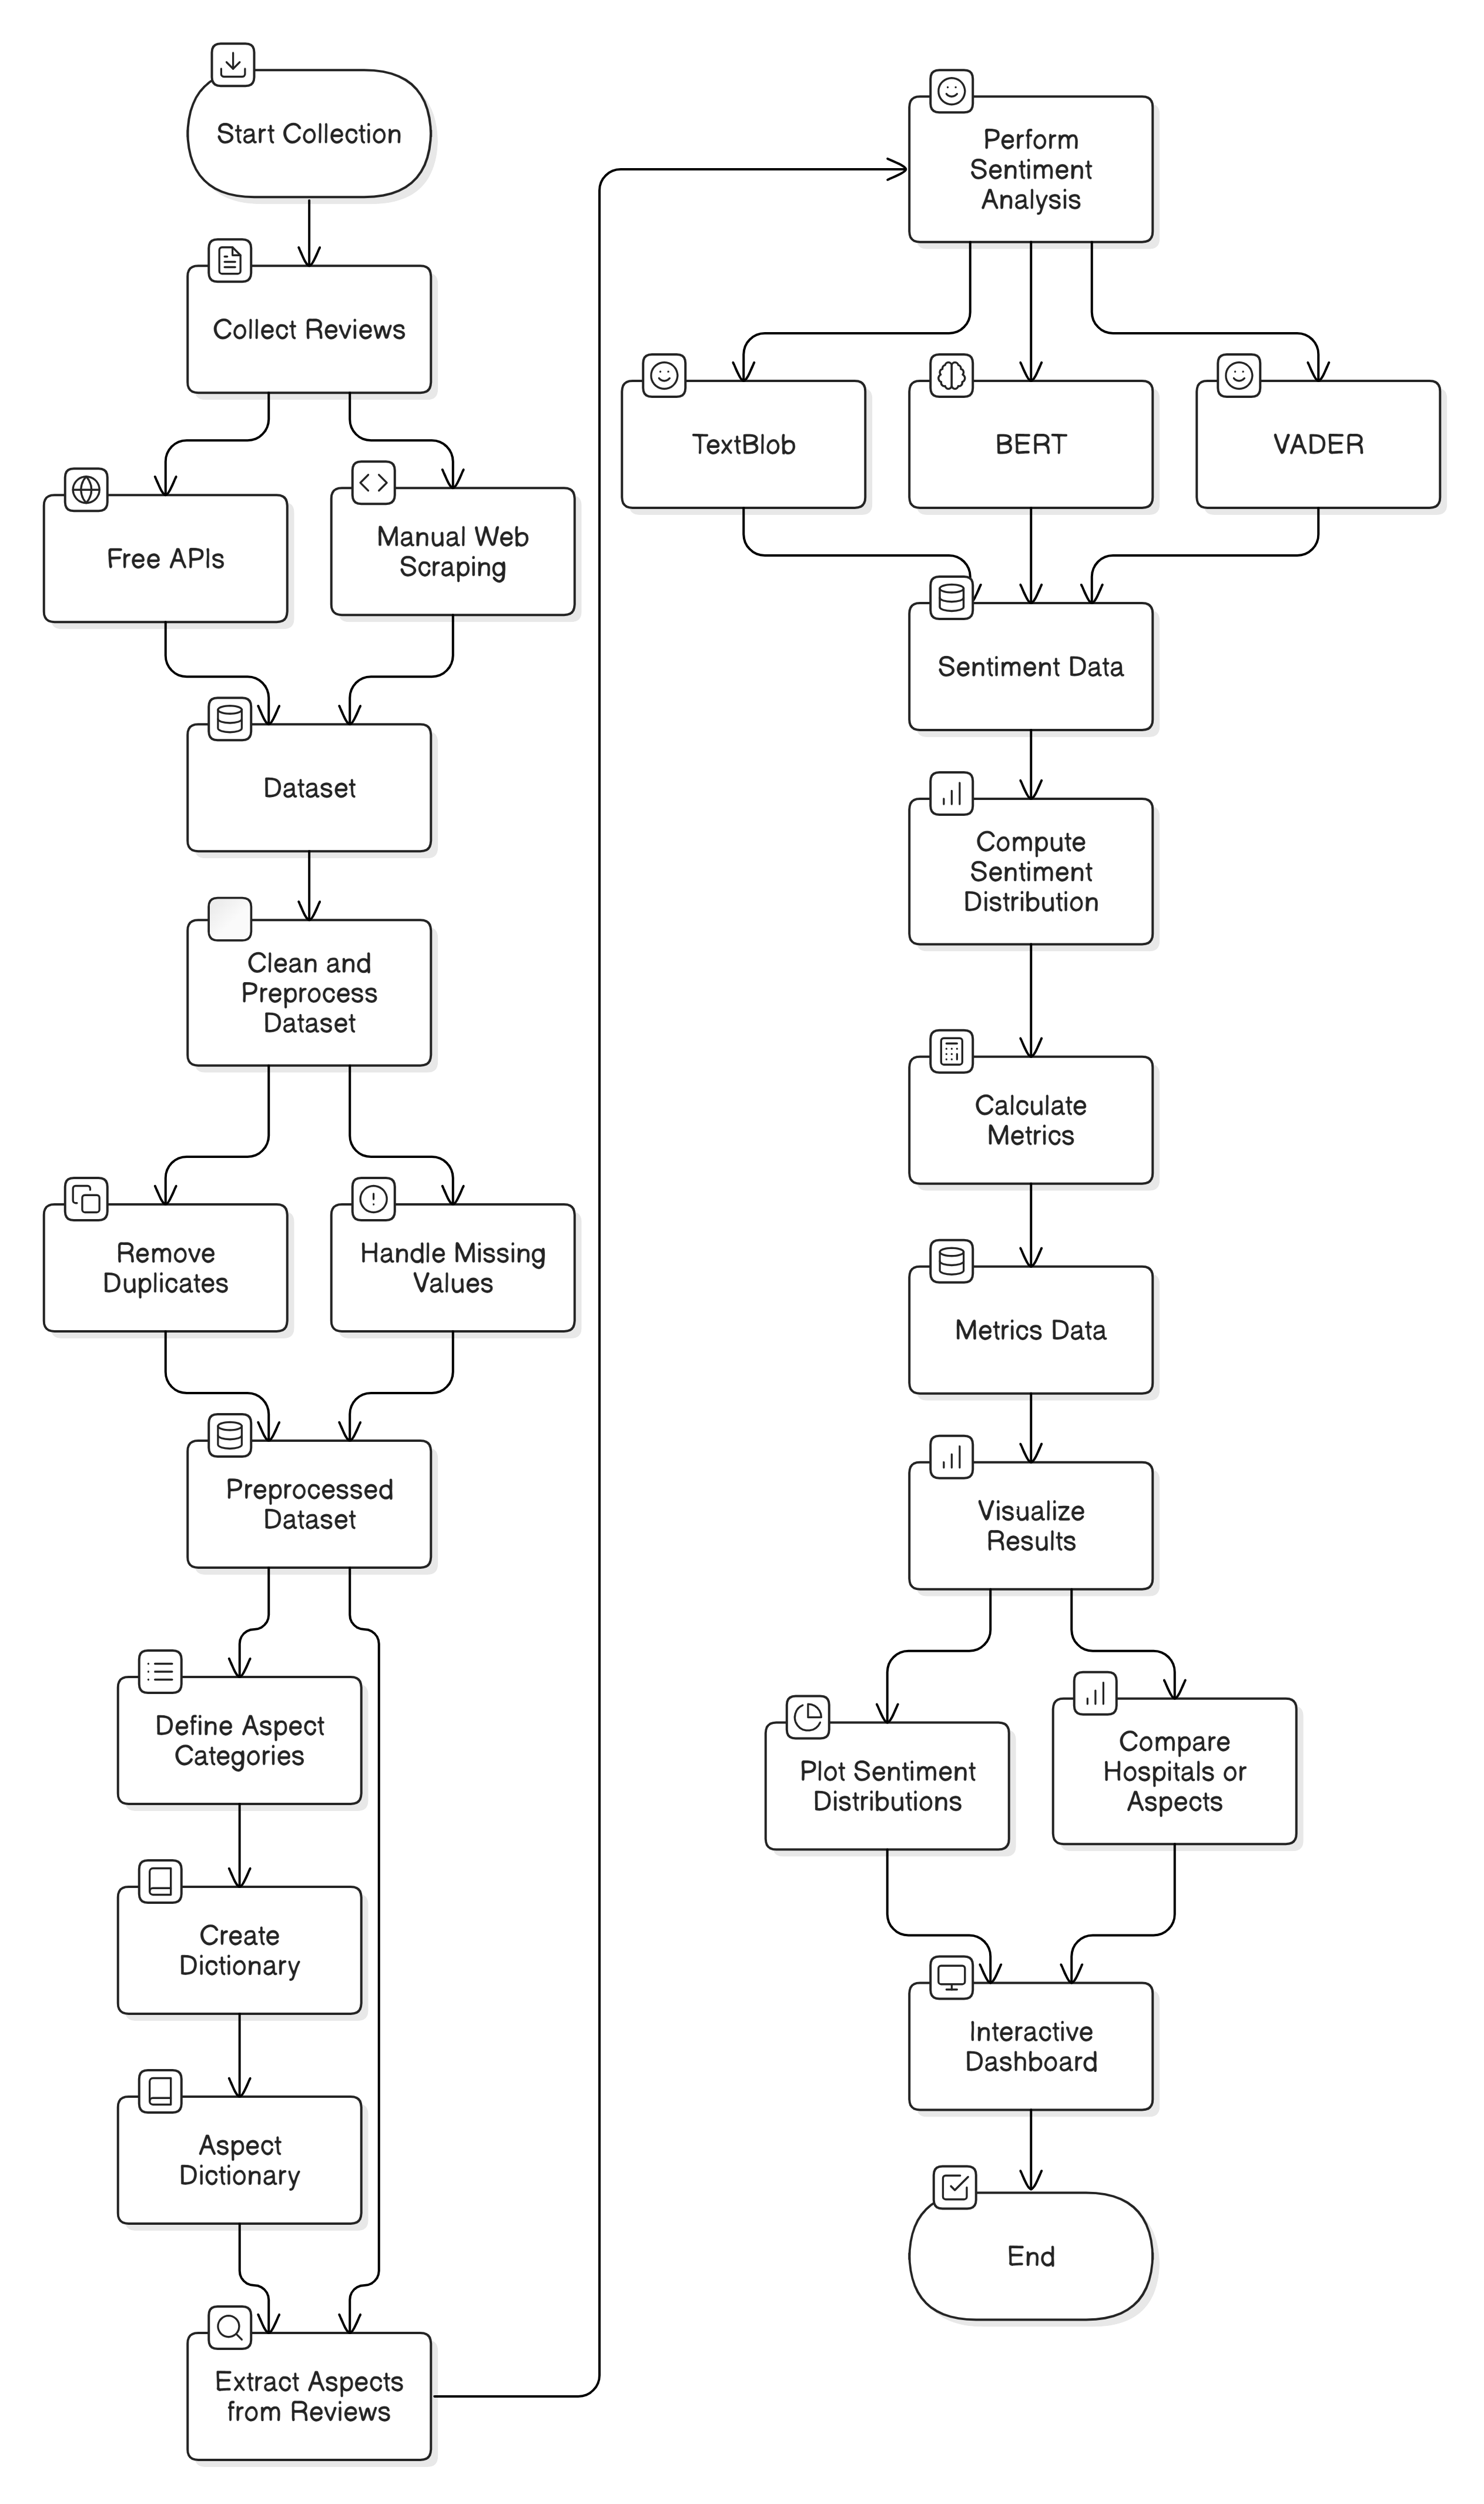 Start Collection
Collect Reviews
Free APIs
Manual Web
Scraping
Dataset
Clean and
Preprocess
Dataset
Remove
Duplicates
Handle Missing
Values
Preprocessed
Dataset
Define Aspect
Categories
Create
Dictionary
Aspect
Dictionary
Extract Aspects
from Reviews
Perform
Sentiment
Analysis
TextBlob
BERT
VADER
Sentiment Data
Compute
Sentiment
Distribution
Calculate
Metrics
Metrics Data
Visualize
Results
Plot Sentiment
Distributions
Compare
Hospitals or
Aspects
Interactive
Dashboard
End